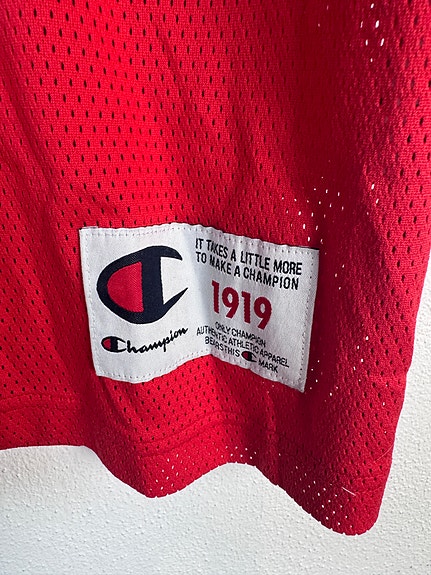 IT TAKES A LITTLE MORE
TO MAKE A CHAMPION
1919
ONLY CHAMPION
AUTHENTIC ATHLETIC APPAREL
BEARS THIS C MARK
Champion